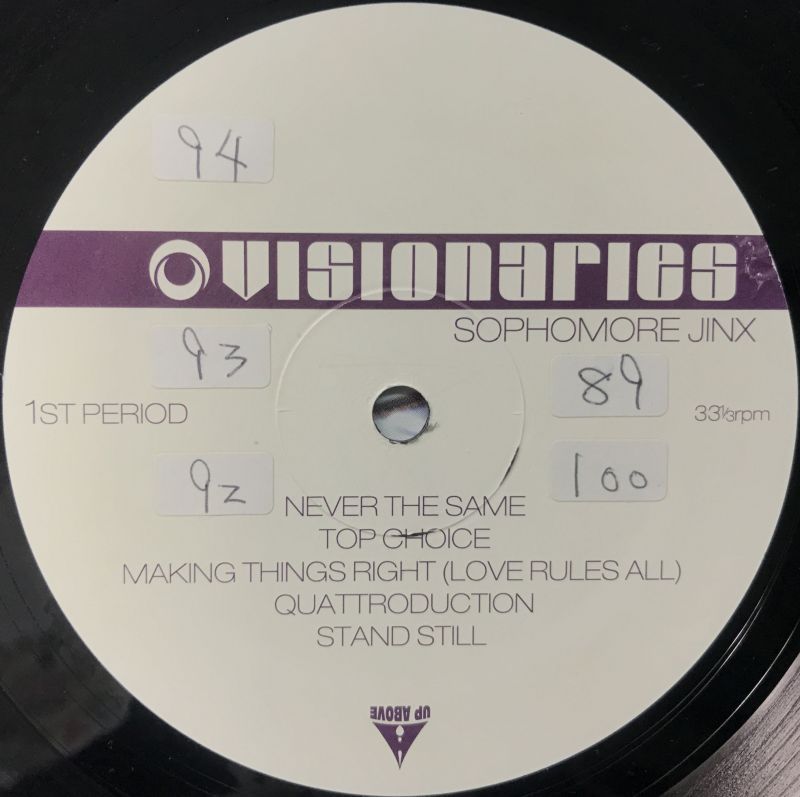 94
VISIONARIES
SOPHOMORE JINX
93
89
1ST PERIOD
33⅓rpm
92
100
NEVER THE SAME
TOP CHOICE
MAKING THINGS RIGHT (LOVE RULES ALL)
QUATTRODUCTION
STAND STILL
UP ABOVE